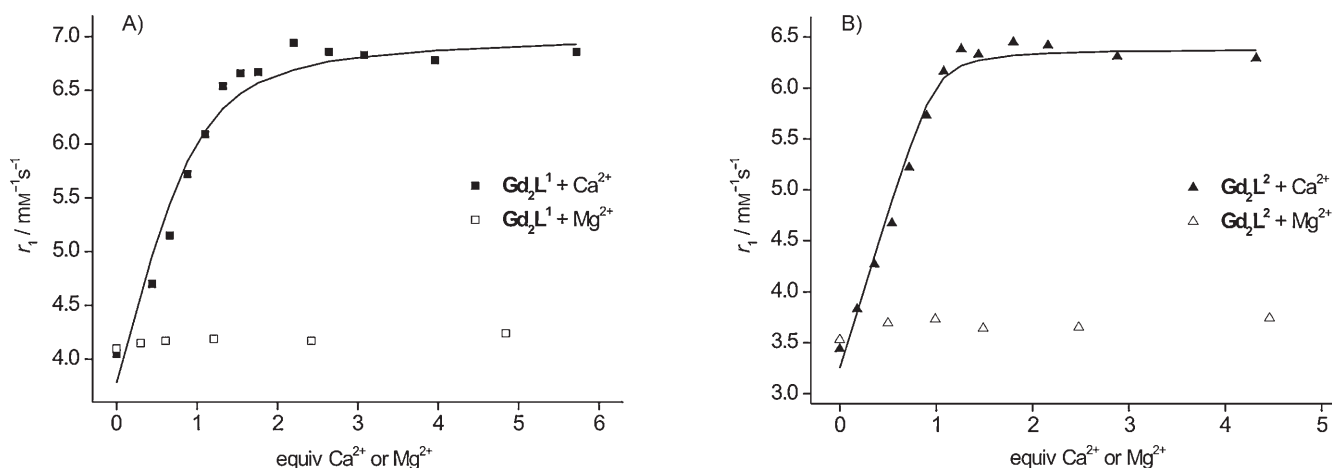 A)
7.0
6.5
6.0
5.5
5.0
4.5
4.0
r₁ / mM⁻¹s⁻¹
Gd₂L¹ + Ca²⁺
Gd₂L¹ + Mg²⁺
0 1 2 3 4 5 6
equiv Ca²⁺ or Mg²⁺
B)
6.5
6.0
5.5
5.0
4.5
4.0
3.5
3.0
r₁ / mM⁻¹s⁻¹
Gd₂L² + Ca²⁺
Gd₂L² + Mg²⁺
0 1 2 3 4 5
equiv Ca²⁺ or Mg²⁺